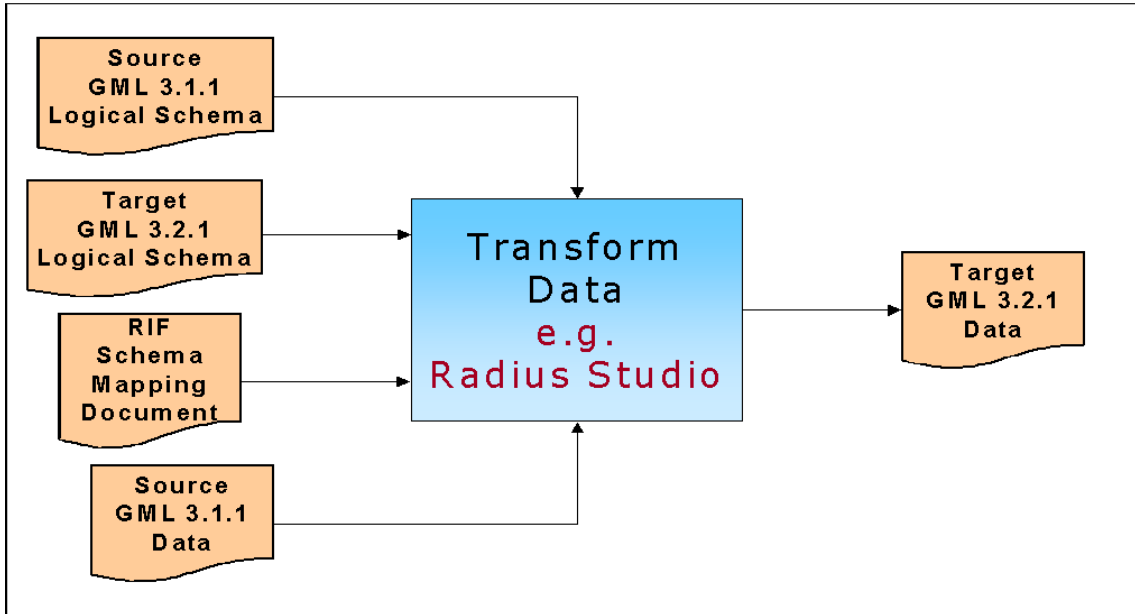 Source
GML 3.1.1
Logical Schema
Target
GML 3.2.1
Logical Schema
RIF
Schema
Mapping
Document
Source
GML 3.1.1
Data
Transform
Data
e.g.
Radius Studio
Target
GML 3.2.1
Data